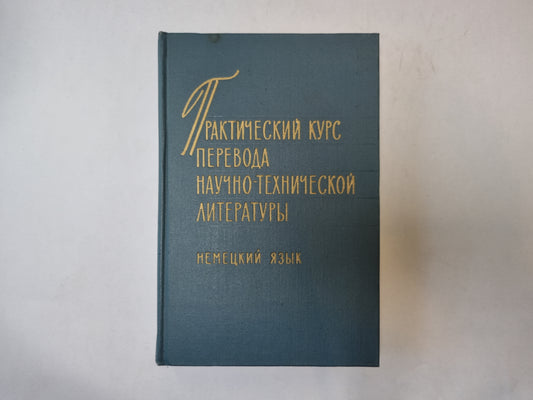 Практический курс
перевода
научно-технической
литературы
немецкий язык